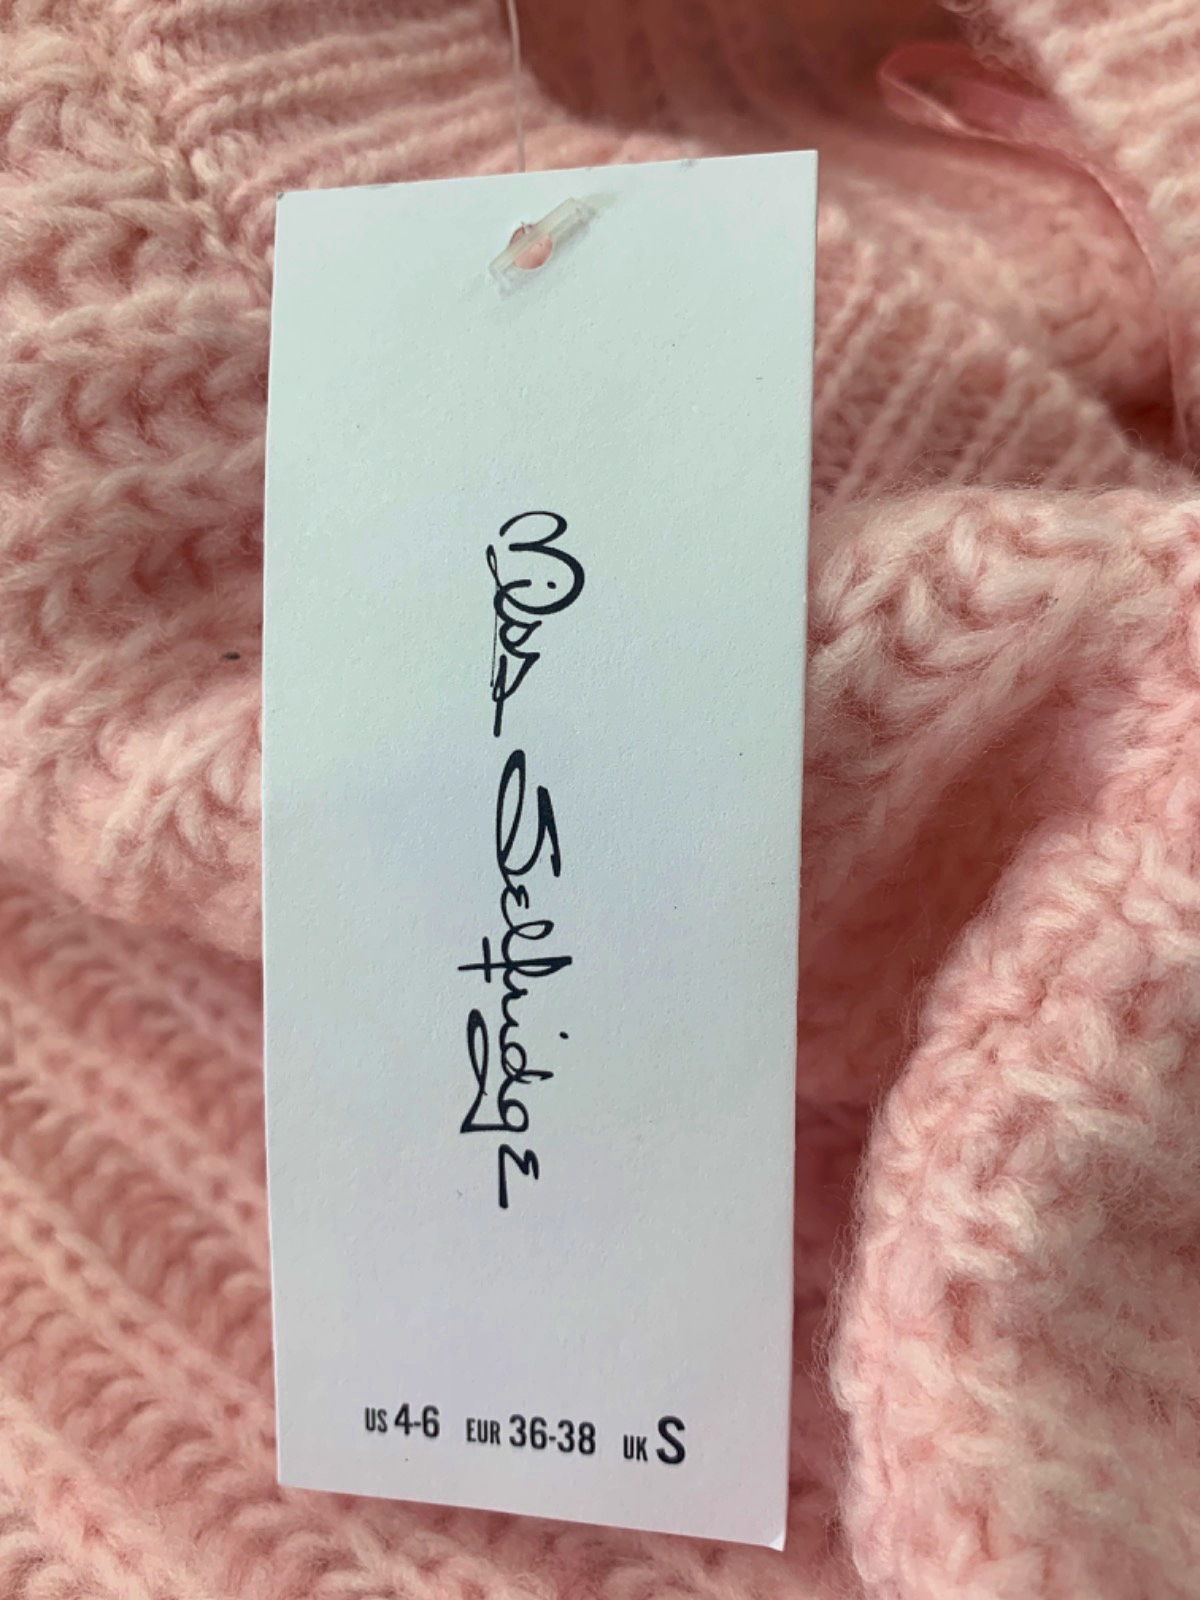 Miss Selfridge
US 4-6 EUR 36-38 UK S